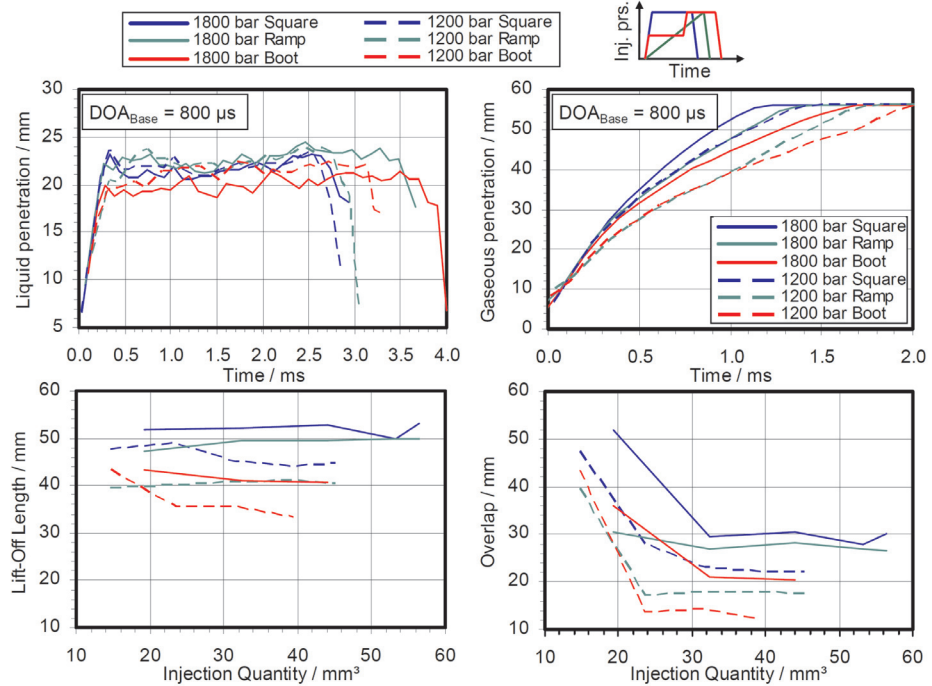 1800 bar Square
1800 bar Ramp
1800 bar Boot
1200 bar Square
1200 bar Ramp
1200 bar Boot
Inj. prs.
Time
Liquid penetration / mm
30
25
20
15
10
5
DOABase = 800 µs
0.0 0.5 1.0 1.5 2.0 2.5 3.0 3.5 4.0
Time / ms
Gaseous penetration / mm
60
50
40
30
20
10
0
DOABase = 800 µs
1800 bar Square
1800 bar Ramp
1800 bar Boot
1200 bar Square
1200 bar Ramp
1200 bar Boot
0.0 0.5 1.0 1.5 2.0
Time / ms
Lift-Off Length / mm
60
50
40
30
20
10
10 20 30 40 50 60
Injection Quantity / mm³
Overlap / mm
60
50
40
30
20
10
10 20 30 40 50 60
Injection Quantity / mm³